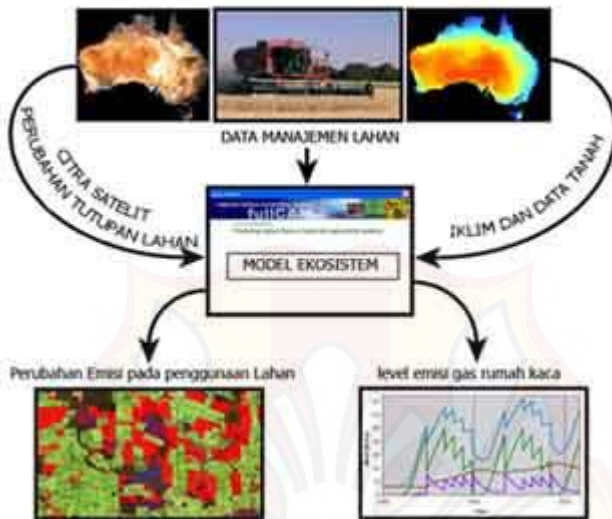 DATA MANAJEMEN LAHAN
CITRA SATELIT
PERUBAHAN TUTUPAN LAHAN
IKLIM DAN DATA TANAH
fullCAM
MODEL EKOSISTEM
Perubahan Emisi pada penggunaan Lahan
level emisi gas rumah kaca